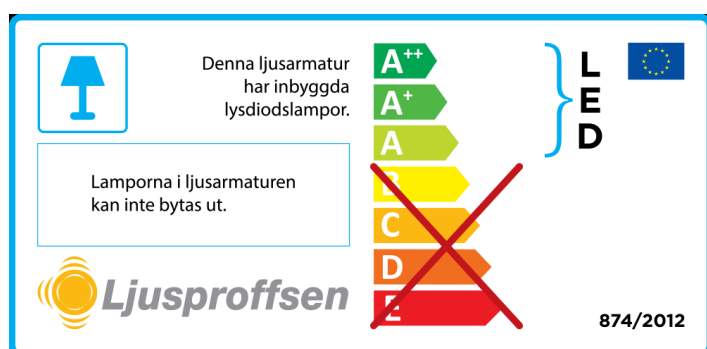 Denna ljusarmatur
har inbyggda
lysdiodslampor.
Lamporna i ljusarmaturen
kan inte bytas ut.
Ljusproffsen
A++
A+
A
B
C
D
E
L
E
D
874/2012